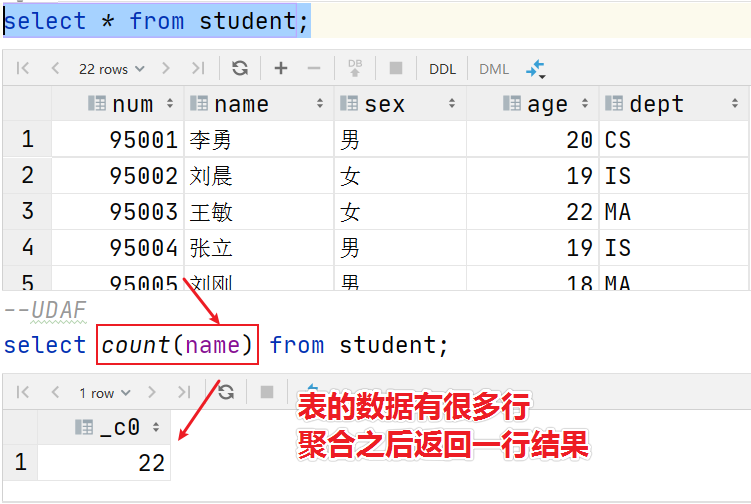 select * from student;
22 rows DDL DML
num name sex age dept
1 95001 李勇 男 20 CS
2 95002 刘晨 女 19 IS
3 95003 王敏 女 22 MA
4 95004 张立 男 19 IS
5 95005 刘刚 男 18 MA
--UDAF
select count(name) from student;
1 row
_c0
1 22
表的数据有很多行
聚合之后返回一行结果